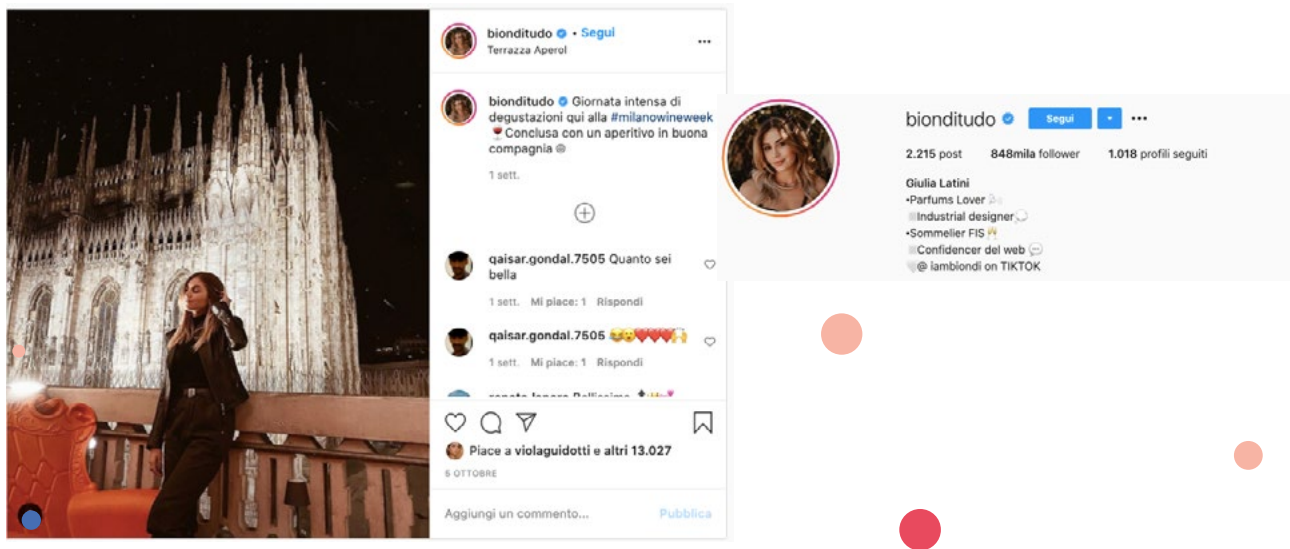 bionditudo • Segui
Terrazza Aperol
bionditudo Giornata intensa di
degustazioni qui alla #milanowineweek
🍷Conclusa con un aperitivo in buona
compagnia
1 sett.
qaisar.gondal.7505 Quanto sei
bella
1 sett. Mi piace: 1 Rispondi
qaisar.gondal.7505 😂😮❤️❤️❤️❤️🙌
1 sett. Mi piace: 1 Rispondi
Piace a violaguidotti e altri 13.027
5 OTTOBRE
Aggiungi un commento... Pubblica
bionditudo Segui
2.215 post 848mila follower 1.018 profili seguiti
Giulia Latini
•Parfums Lover
Industrial designer
•Sommelier FIS 🥂
Confidencer del web 💬
@ iambiondi on TIKTOK